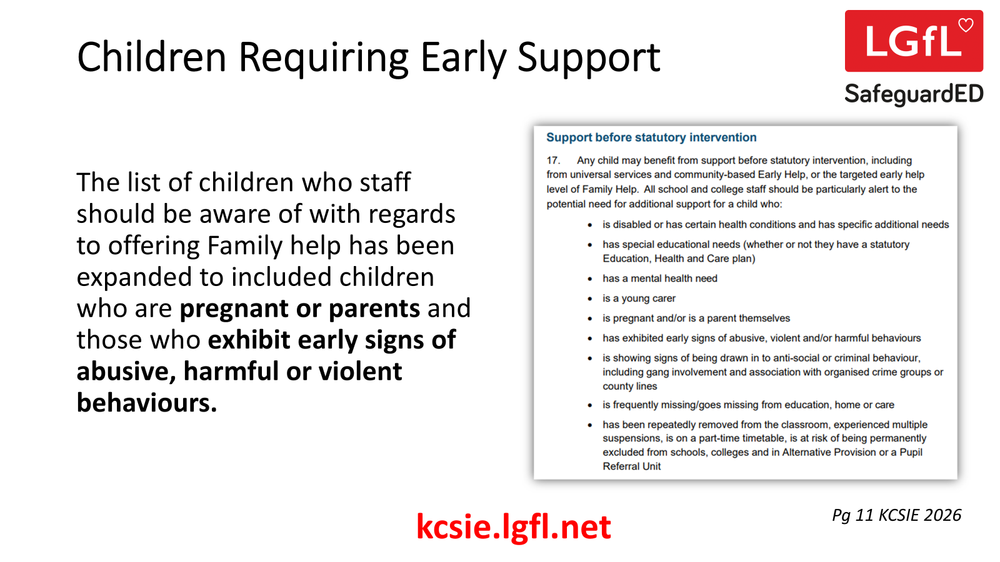 Children Requiring Early Support
LGfL
SafeguardED
The list of children who staff
should be aware of with regards
to offering Family help has been
expanded to included children
who are pregnant or parents and
those who exhibit early signs of
abusive, harmful or violent
behaviours.
Support before statutory intervention
17. Any child may benefit from support before statutory intervention, including
from universal services and community-based Early Help, or the targeted early help
level of Family Help. All school and college staff should be particularly alert to the
potential need for additional support for a child who:
• is disabled or has certain health conditions and has specific additional needs
• has special educational needs (whether or not they have a statutory
Education, Health and Care plan)
• has a mental health need
• is a young carer
• is pregnant and/or is a parent themselves
• has exhibited early signs of abusive, violent and/or harmful behaviours
• is showing signs of being drawn in to anti-social or criminal behaviour,
including gang involvement and association with organised crime groups or
county lines
• is frequently missing/goes missing from education, home or care
• has been repeatedly removed from the classroom, experienced multiple
suspensions, is on a part-time timetable, is at risk of being permanently
excluded from schools, colleges and in Alternative Provision or a Pupil
Referral Unit
Pg 11 KCSIE 2026
kcsie.lgfl.net